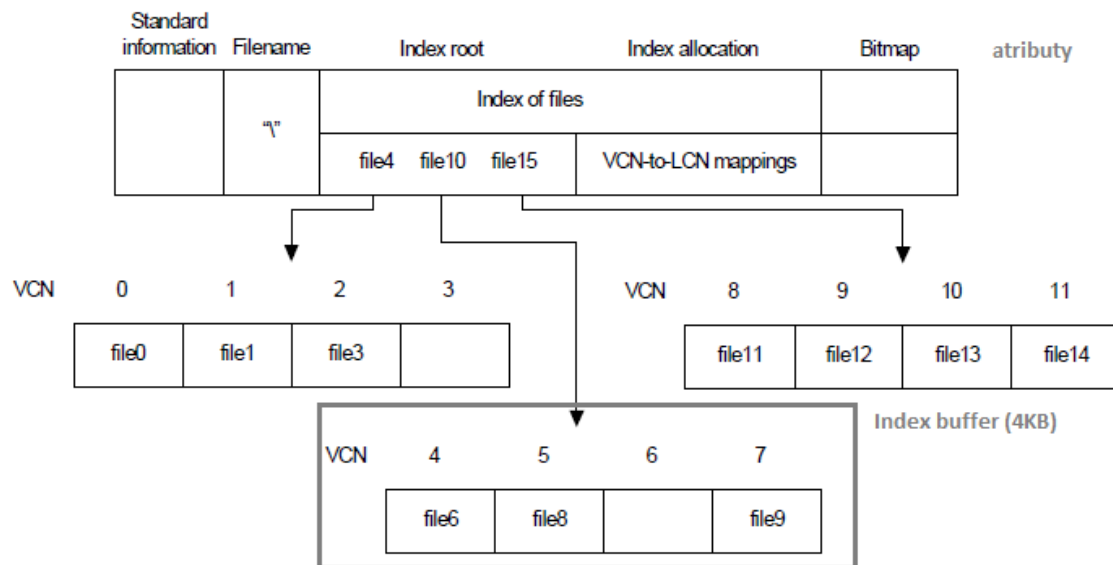 Standard information Filename Index root Index allocation Bitmap atributy
Index of files
"\"
file4 file10 file15 VCN-to-LCN mappings
VCN 0 1 2 3
file0 file1 file3
VCN 8 9 10 11
file11 file12 file13 file14
Index buffer (4KB)
VCN 4 5 6 7
file6 file8 file9